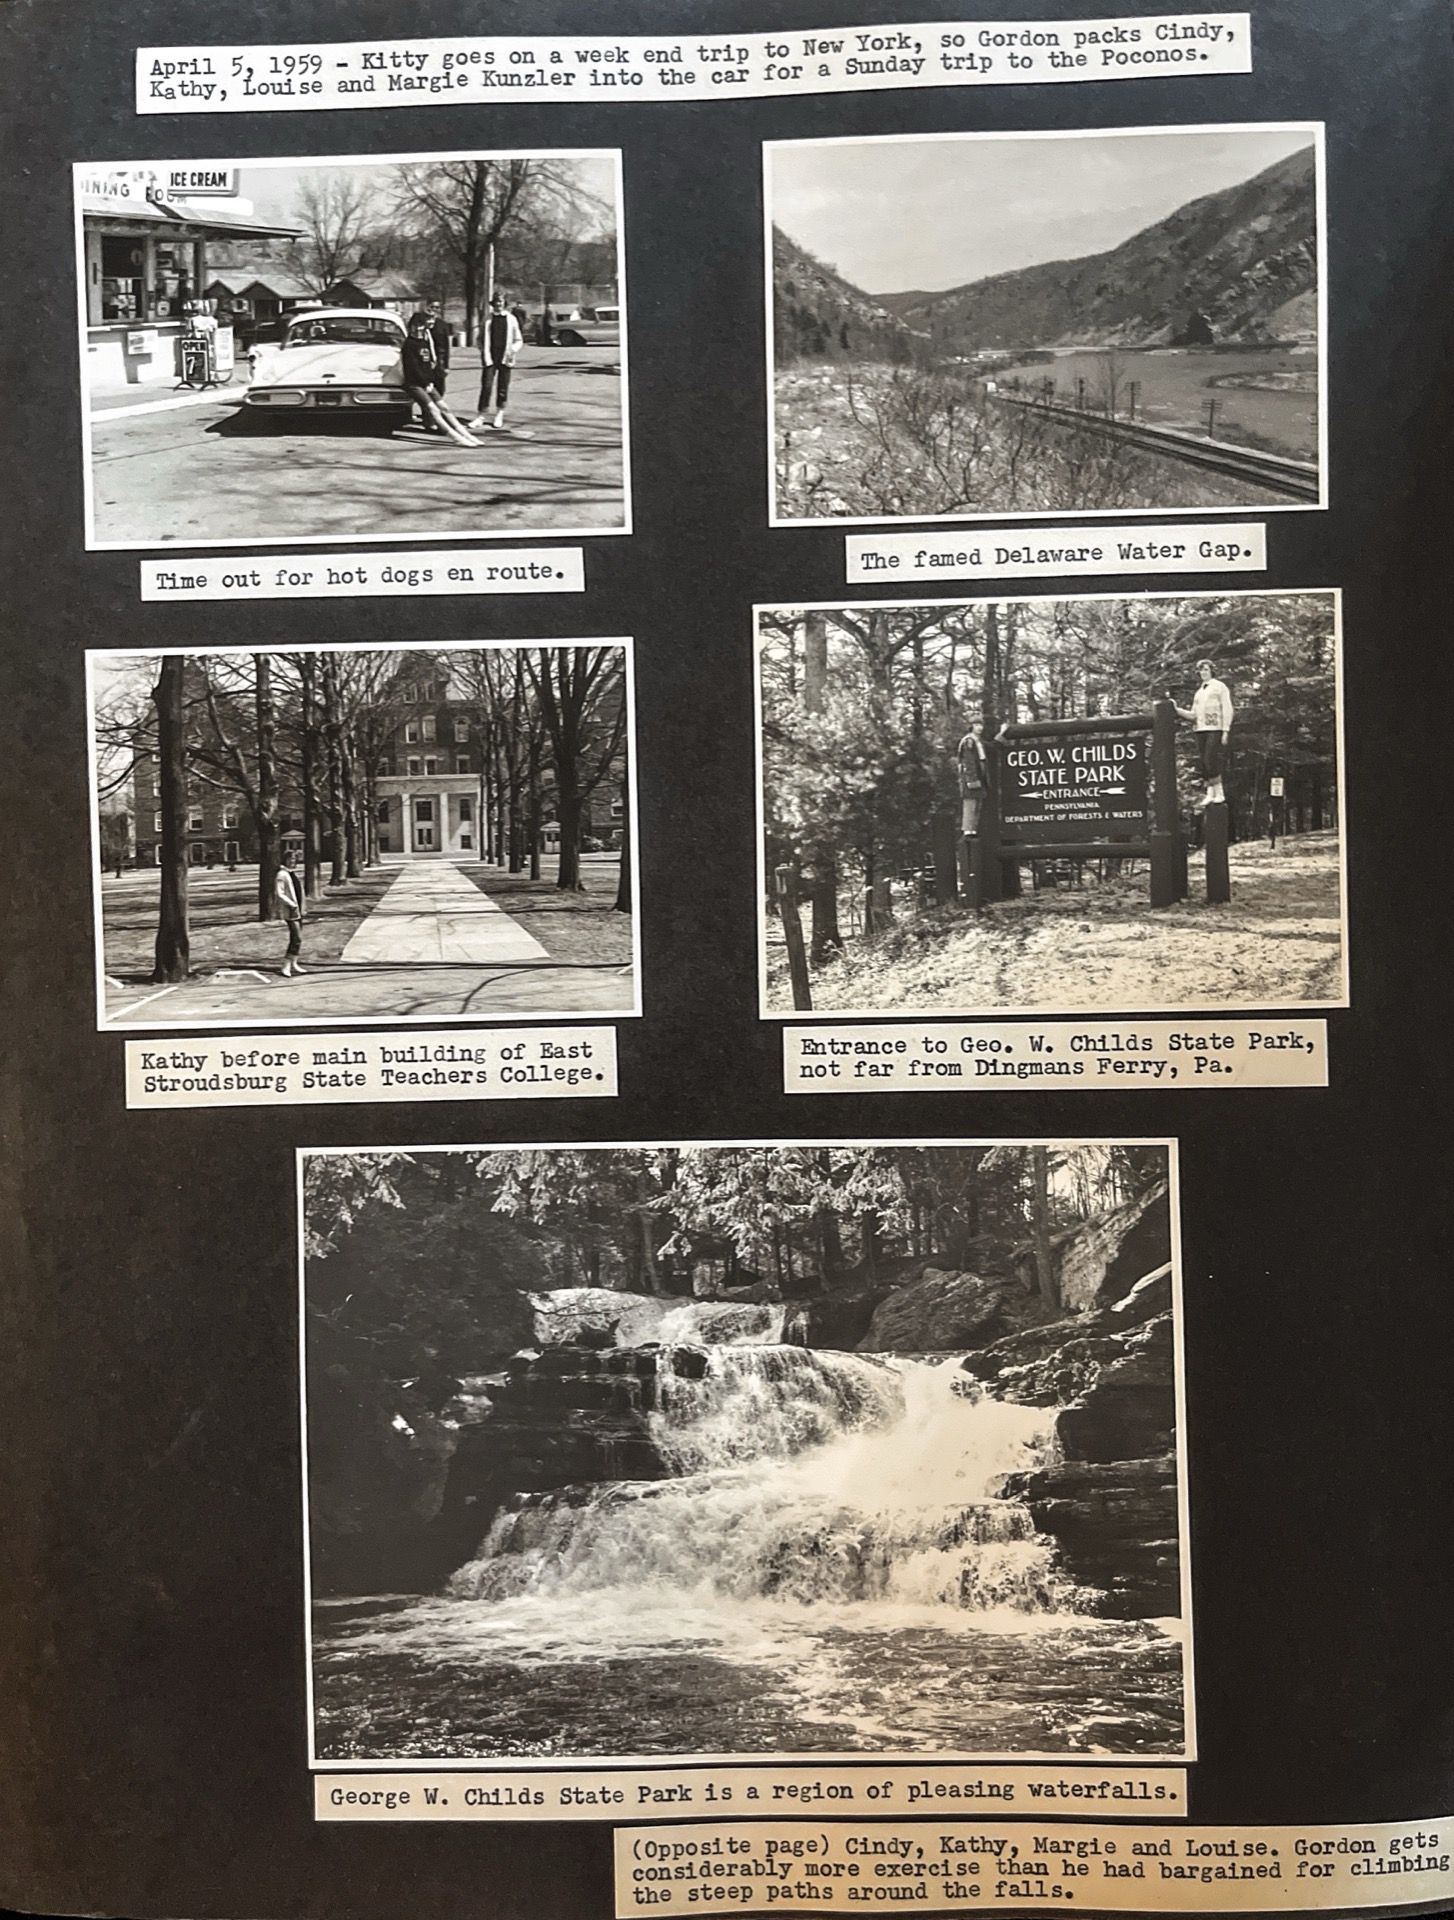 April 5, 1959 - Kitty goes on a week end trip to New York, so Gordon packs Cindy,
Kathy, Louise and Margie Kunzler into the car for a Sunday trip to the Poconos.
ICE CREAM
OPEN
Time out for hot dogs en route.
The famed Delaware Water Gap.
GEO. W. CHILDS
STATE PARK
ENTRANCE
PENNSYLVANIA
DEPARTMENT OF FORESTS & WATERS
Kathy before main building of East
Stroudsburg State Teachers College.
Entrance to Geo. W. Childs State Park,
not far from Dingmans Ferry, Pa.
George W. Childs State Park is a region of pleasing waterfalls.
(Opposite page) Cindy, Kathy, Margie and Louise. Gordon gets
considerably more exercise than he had bargained for climbing
the steep paths around the falls.